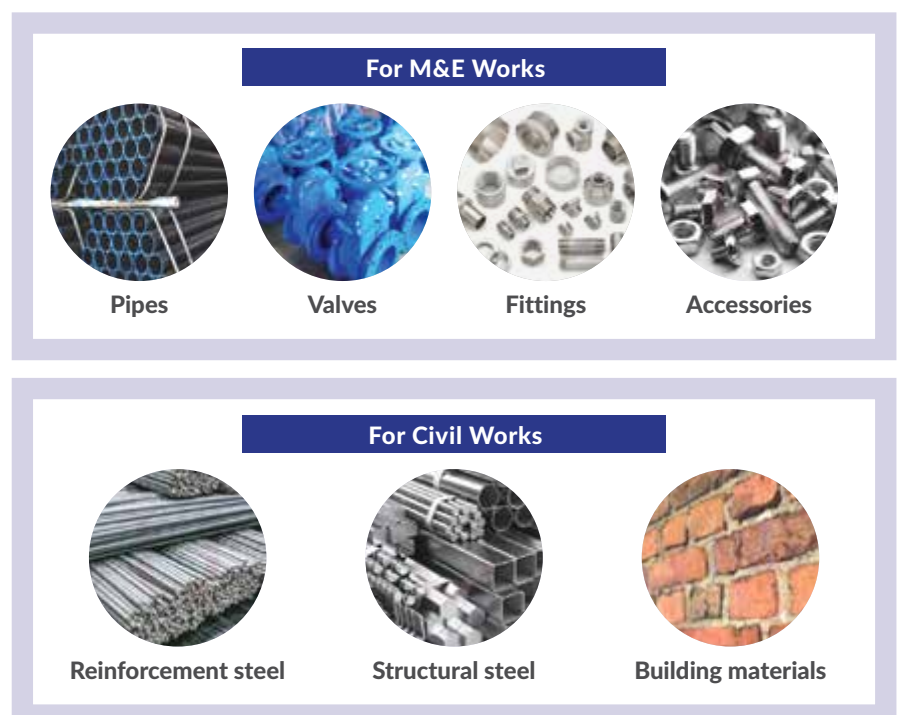 For M&E Works
Pipes
Valves
Fittings
Accessories
For Civil Works
Reinforcement steel
Structural steel
Building materials